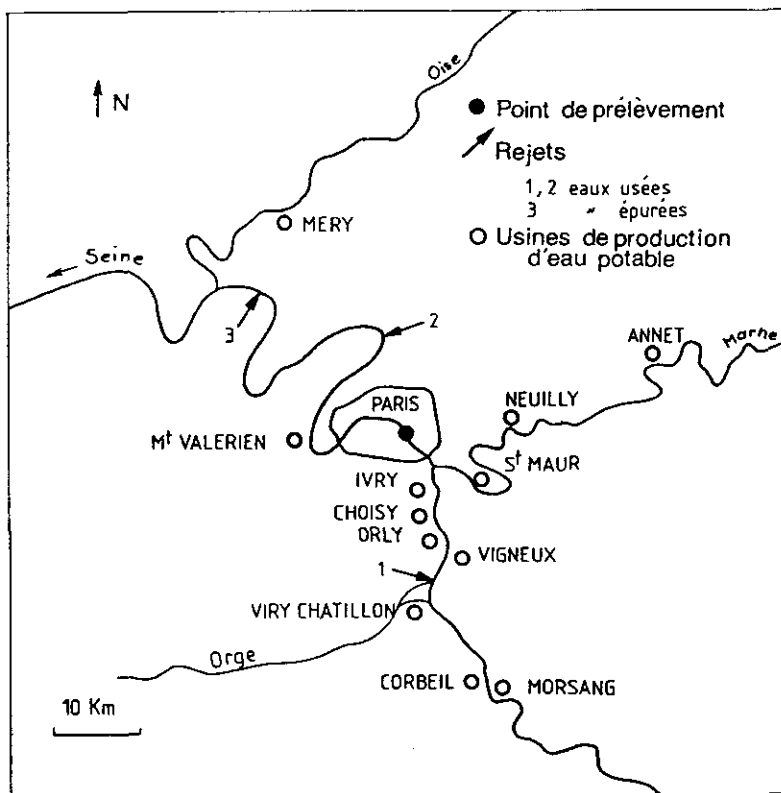 Oise
N
Point de prélèvement
Rejets
1,2 eaux usées
3 " épurées
Usines de production
d'eau potable
MERY
Seine
3
2
ANNET
Marne
NEUILLY
PARIS
Mt VALERIEN
St MAUR
IVRY
CHOISY
ORLY
VIGNEUX
1
VIRY CHATILLON
Orge
CORBEIL
MORSANG
10 Km